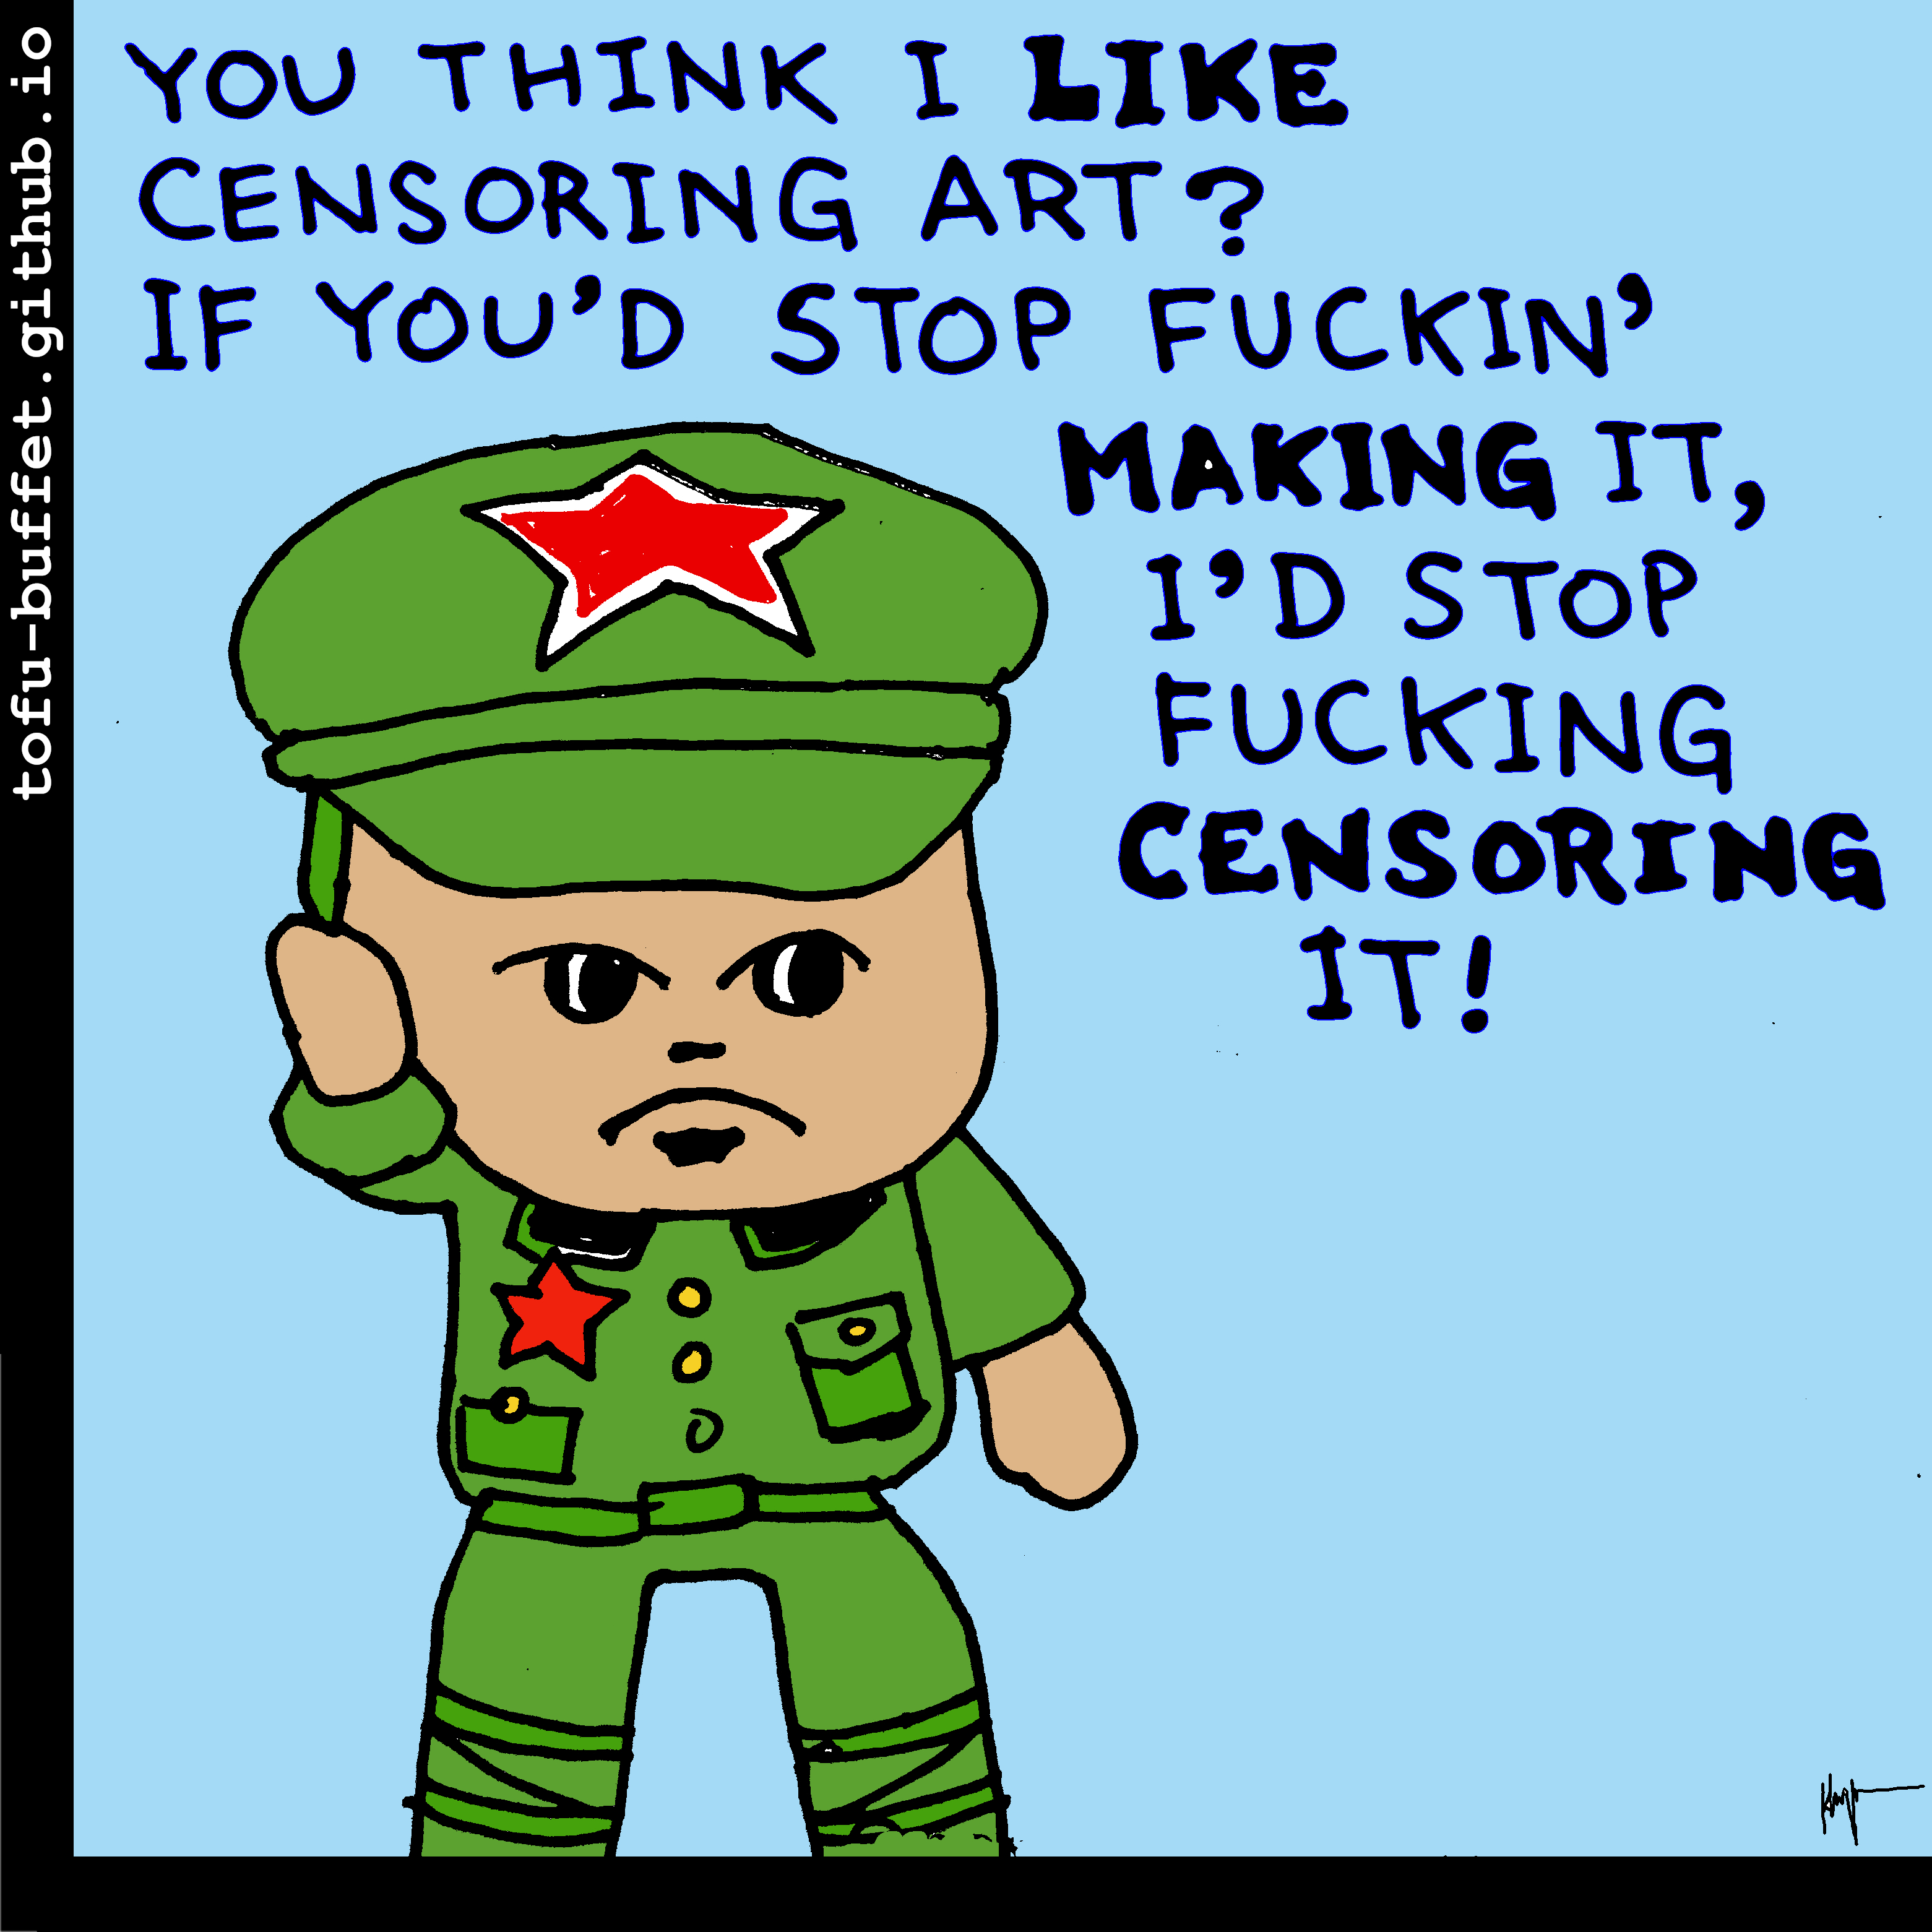 YOU THINK I LIKE
CENSORING ART?
IF YOU'D STOP FUCKIN'
MAKING IT,
I'D STOP
FUCKING
CENSORING
IT!
tofu-buffet.github.io